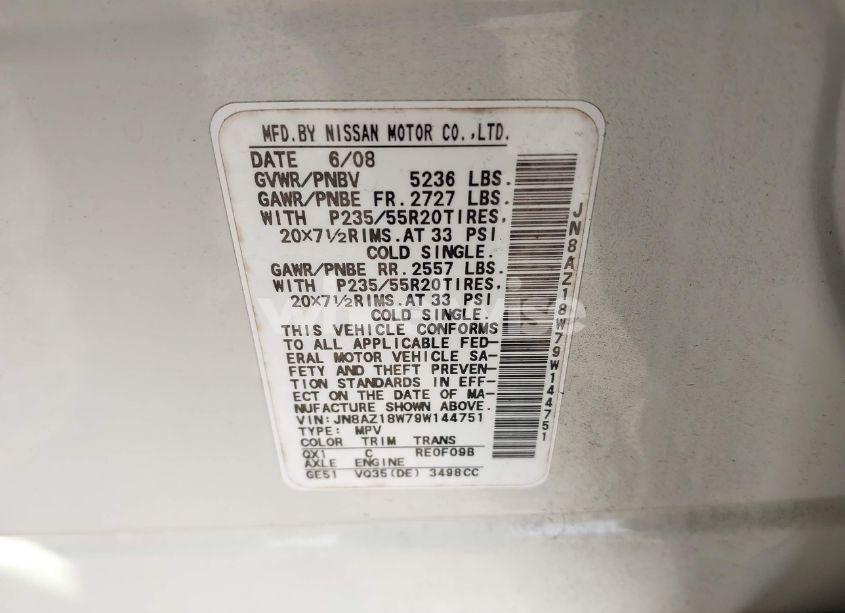 MFD.BY NISSAN MOTOR CO.,LTD.
DATE 6/08
GVWR/PNBV 5236 LBS.
GAWR/PNBE FR. 2727 LBS.
WITH P235/55R20TIRES,
20×7½RIMS.AT 33 PSI
COLD SINGLE.
GAWR/PNBE RR. 2557 LBS.
WITH P235/55R20TIRES,
20×7½RIMS.AT 33 PSI
COLD SINGLE.
THIS VEHICLE CONFORMS
TO ALL APPLICABLE FED-
ERAL MOTOR VEHICLE SA-
FETY AND THEFT PREVEN-
TION STANDARDS IN EFF-
ECT ON THE DATE OF MA-
NUFACTURE SHOWN ABOVE.
VIN:JN8AZ18W79W144751
TYPE: MPV
COLOR TRIM TRANS
QX1 C RE0F09B
AXLE ENGINE
GE51 VQ35(DE) 3498CC
JN8AZ18W79W144751